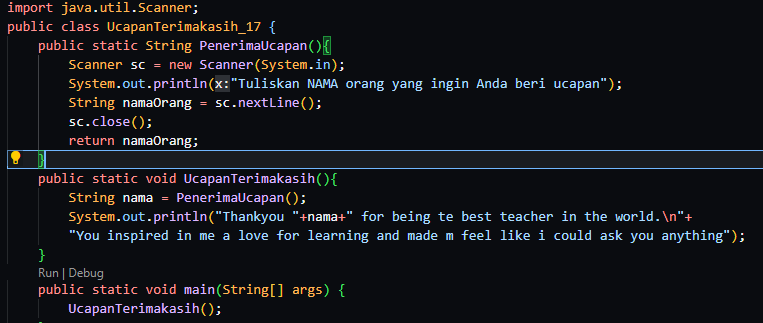 import java.util.Scanner;
public class UcapanTerimakasih_17 {
public static String PenerimaUcapan(){
Scanner sc = new Scanner(System.in);
System.out.println(x:"Tuliskan NAMA orang yang ingin Anda beri ucapan");
String namaOrang = sc.nextLine();
sc.close();
return namaOrang;
}
public static void UcapanTerimakasih(){
String nama = PenerimaUcapan();
System.out.println("Thankyou "+nama+" for being te best teacher in the world.\n"+
"You inspired in me a love for learning and made m feel like i could ask you anything");
}
Run | Debug
public static void main(String[] args) {
UcapanTerimakasih();